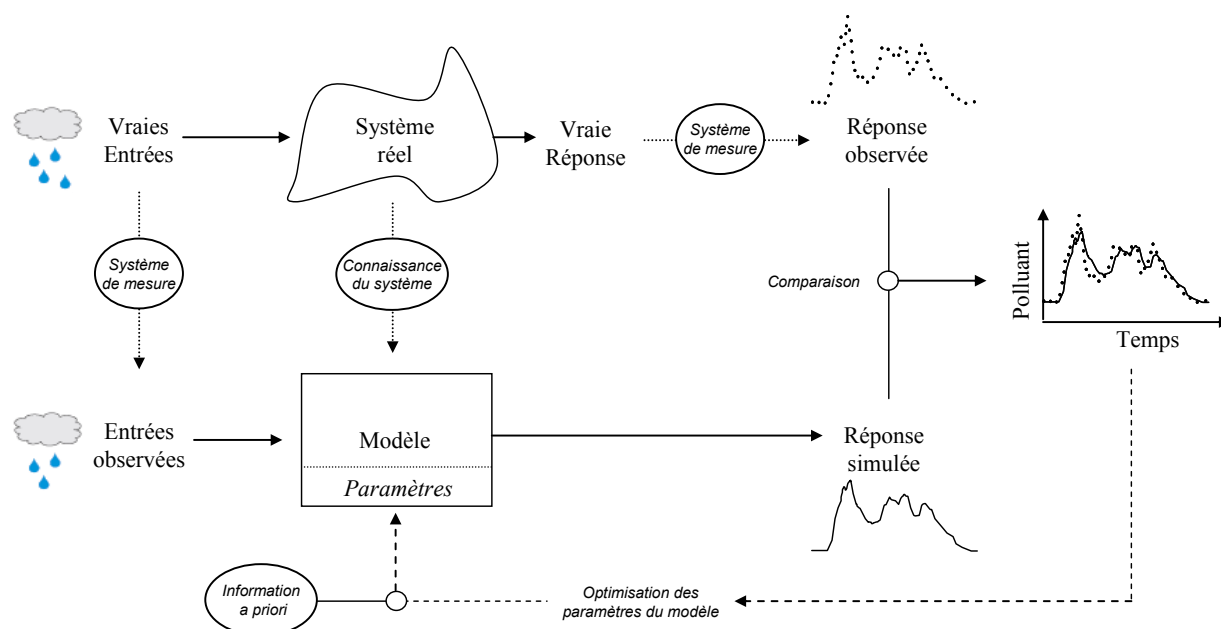 Vraies
Entrées
Système
réel
Vraie
Réponse
Système
de mesure
Réponse
observée
Système
de mesure
Connaissance
du système
Comparaison
Polluant
Temps
Entrées
observées
Modèle
Paramètres
Réponse
simulée
Information
a priori
Optimisation des
paramètres du modèle